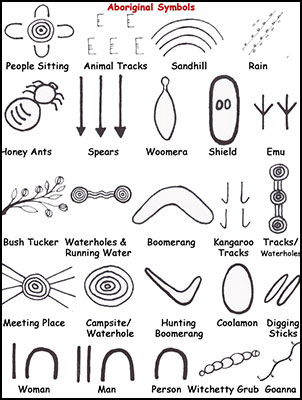 Aboriginal Symbols
People Sitting Animal Tracks Sandhill Rain
Honey Ants Spears Woomera Shield Emu
Bush Tucker Waterholes & Running Water Boomerang Kangaroo Tracks Tracks/ Waterholes
Meeting Place Campsite/ Waterhole Hunting Boomerang Coolamon Digging Sticks
Woman Man Person Witchetty Grub Goanna